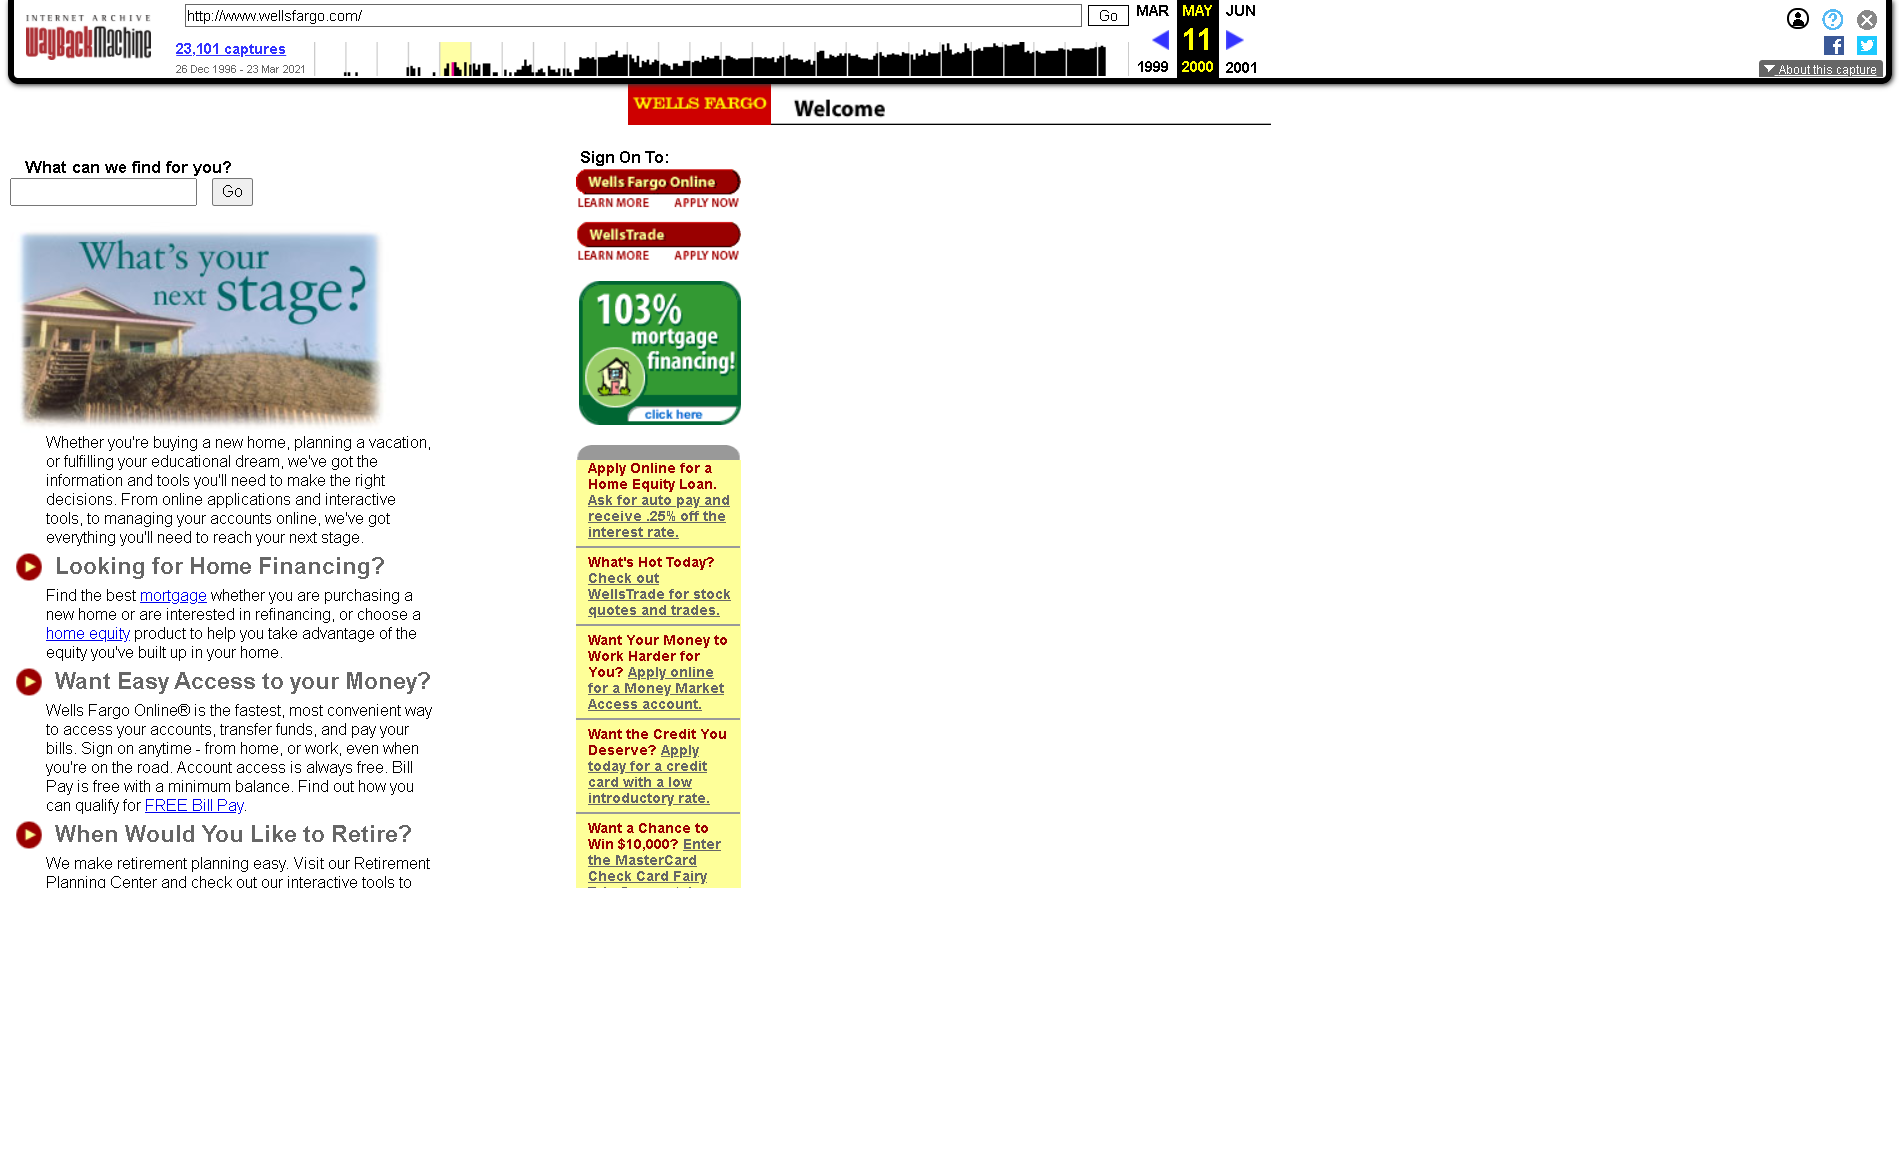 INTERNET ARCHIVE
WayBackMachine
http://www.wellsfargo.com/
Go
MAR
MAY
JUN
23,101 captures
11
26 Dec 1996 - 23 Mar 2021
1999
2000
2001
About this capture
WELLS FARGO
Welcome
What can we find for you?
Go
What's your
next stage?
Whether you're buying a new home, planning a vacation,
or fulfilling your educational dream, we've got the
information and tools you'll need to make the right
decisions. From online applications and interactive
tools, to managing your accounts online, we've got
everything you'll need to reach your next stage.
Looking for Home Financing?
Find the best mortgage whether you are purchasing a
new home or are interested in refinancing, or choose a
home equity product to help you take advantage of the
equity you've built up in your home.
Want Easy Access to your Money?
Wells Fargo Online® is the fastest, most convenient way
to access your accounts, transfer funds, and pay your
bills. Sign on anytime - from home, or work, even when
you're on the road. Account access is always free. Bill
Pay is free with a minimum balance. Find out how you
can qualify for FREE Bill Pay.
When Would You Like to Retire?
We make retirement planning easy. Visit our Retirement
Planning Center and check out our interactive tools to
Sign On To:
Wells Fargo Online
LEARN MORE APPLY NOW
WellsTrade
LEARN MORE APPLY NOW
103%
mortgage
financing!
click here
Apply Online for a
Home Equity Loan.
Ask for auto pay and
receive .25% off the
interest rate.
What's Hot Today?
Check out
WellsTrade for stock
quotes and trades.
Want Your Money to
Work Harder for
You? Apply online
for a Money Market
Access account.
Want the Credit You
Deserve? Apply
today for a credit
card with a low
introductory rate.
Want a Chance to
Win $10,000? Enter
the MasterCard
Check Card Fairy